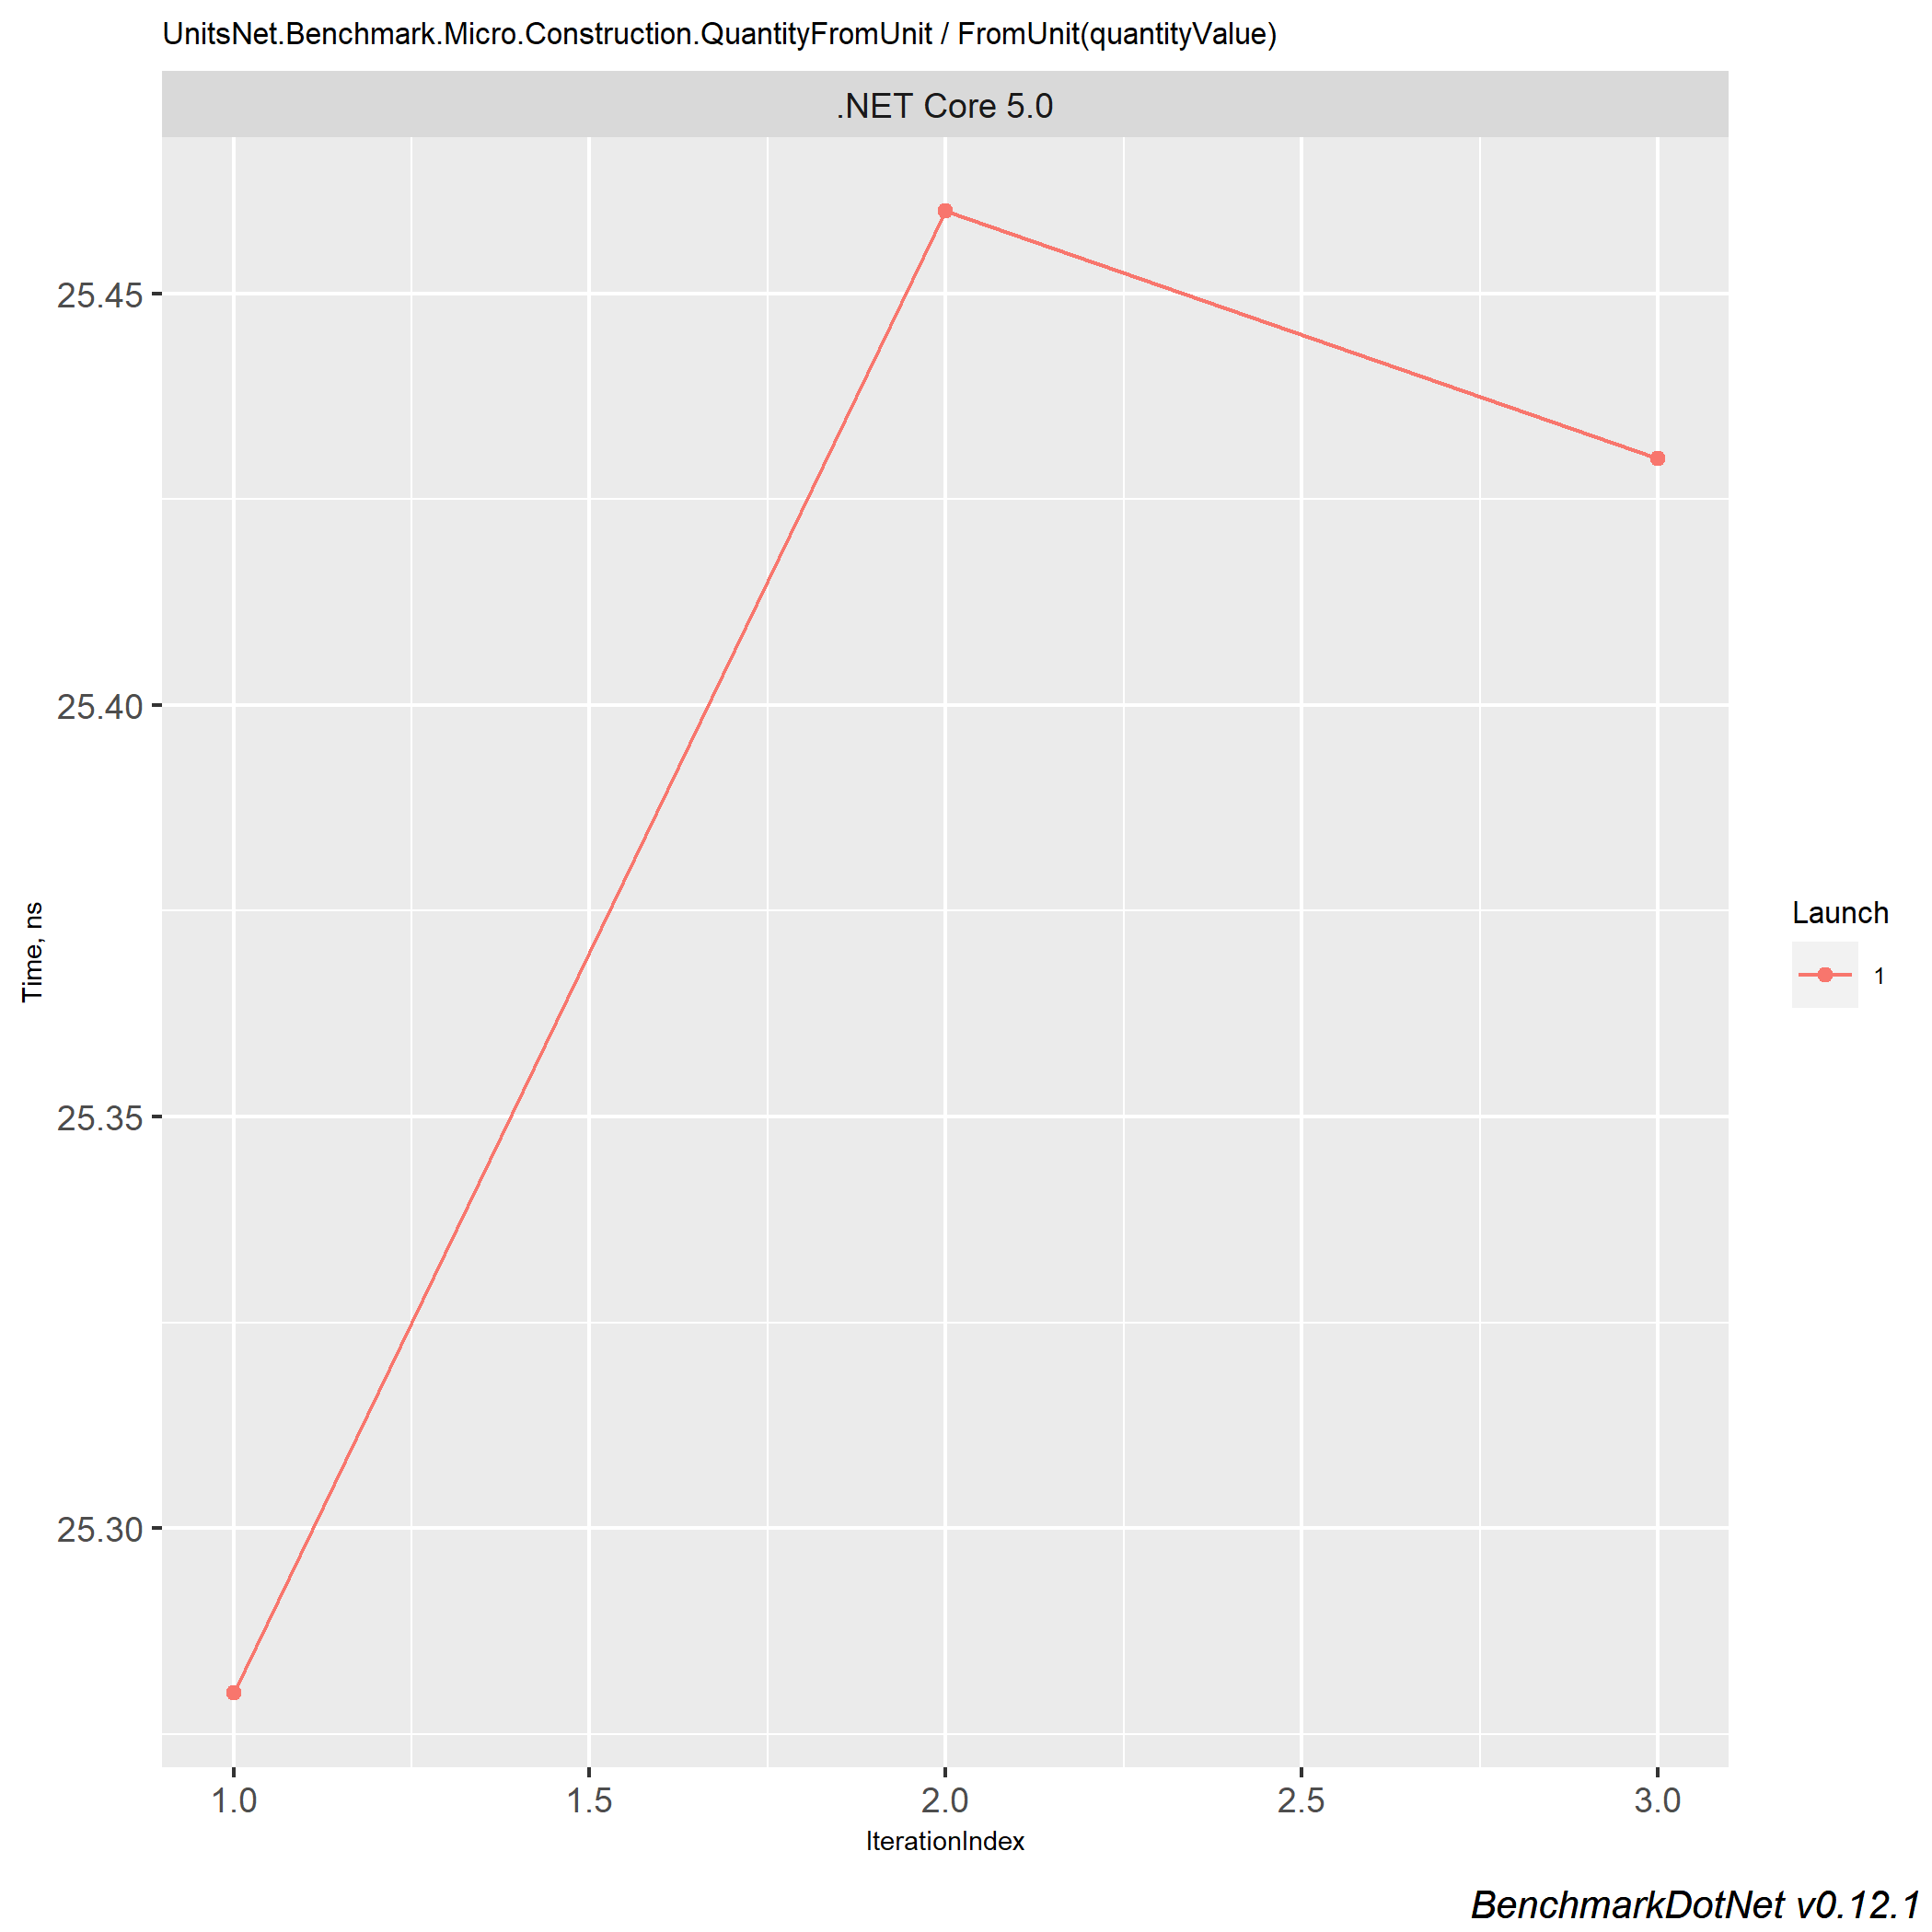 UnitsNet.Benchmark.Micro.Construction.QuantityFromUnit / FromUnit(quantityValue)
.NET Core 5.0
25.45
25.40
25.35
25.30
Time, ns
1.0 1.5 2.0 2.5 3.0
IterationIndex
Launch
1
BenchmarkDotNet v0.12.1